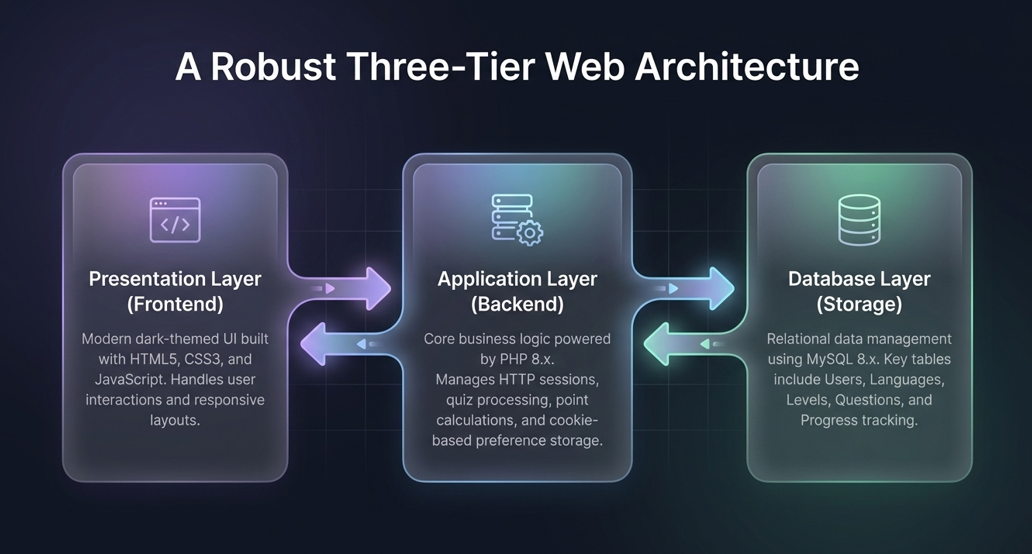 A Robust Three-Tier Web Architecture
</>
Presentation Layer
(Frontend)
Modern dark-themed UI built
with HTML5, CSS3, and
JavaScript. Handles user
interactions and responsive
layouts.
Application Layer
(Backend)
Core business logic powered
by PHP 8.x.
Manages HTTP sessions,
quiz processing, point
calculations, and cookie-
based preference storage.
Database Layer
(Storage)
Relational data management
using MySQL 8.x. Key tables
include Users, Languages,
Levels, Questions, and
Progress tracking.